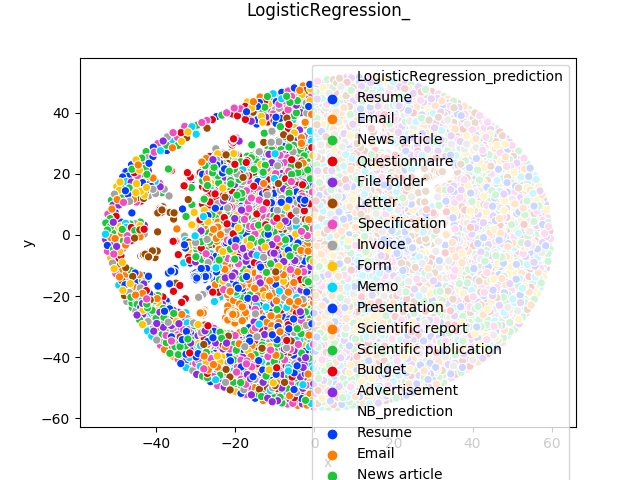 LogisticRegression_
LogisticRegression_prediction
Resume
Email
News article
Questionnaire
File folder
Letter
Specification
Invoice
Form
Memo
Presentation
Scientific report
Scientific publication
Budget
Advertisement
NB_prediction
Resume
Email
News article
40
20
0
−20
−40
−60
y
−40
−20
0
20
40
60
x